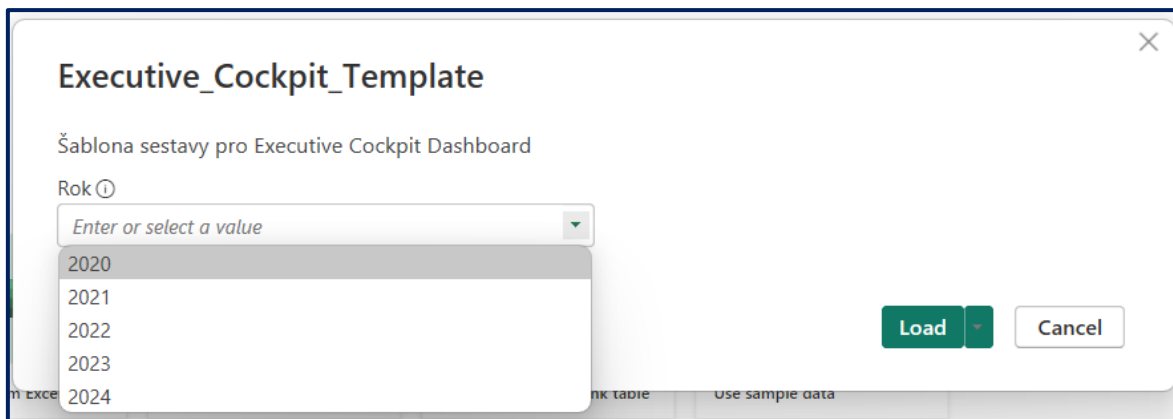 Executive_Cockpit_Template
Šablona sestavy pro Executive Cockpit Dashboard
Rok
Enter or select a value
2020
2021
2022
2023
2024
Load
Cancel
table
Use sample data